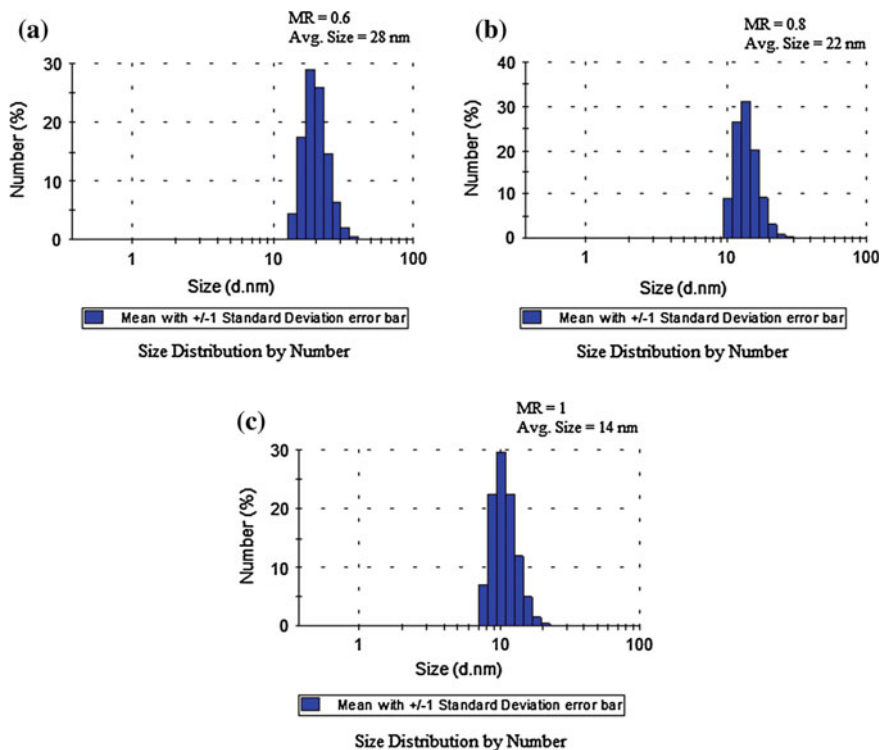 (a)
MR = 0.6
Avg. Size = 28 nm
30
20
10
0
Number (%)
1
10
100
Size (d.nm)
Mean with +/-1 Standard Deviation error bar
Size Distribution by Number
(b)
MR = 0.8
Avg. Size = 22 nm
40
30
20
10
0
Number (%)
1
10
100
Size (d.nm)
Mean with +/-1 Standard Deviation error bar
Size Distribution by Number
(c)
MR = 1
Avg. Size = 14 nm
30
20
10
0
Number (%)
1
10
100
Size (d.nm)
Mean with +/-1 Standard Deviation error bar
Size Distribution by Number